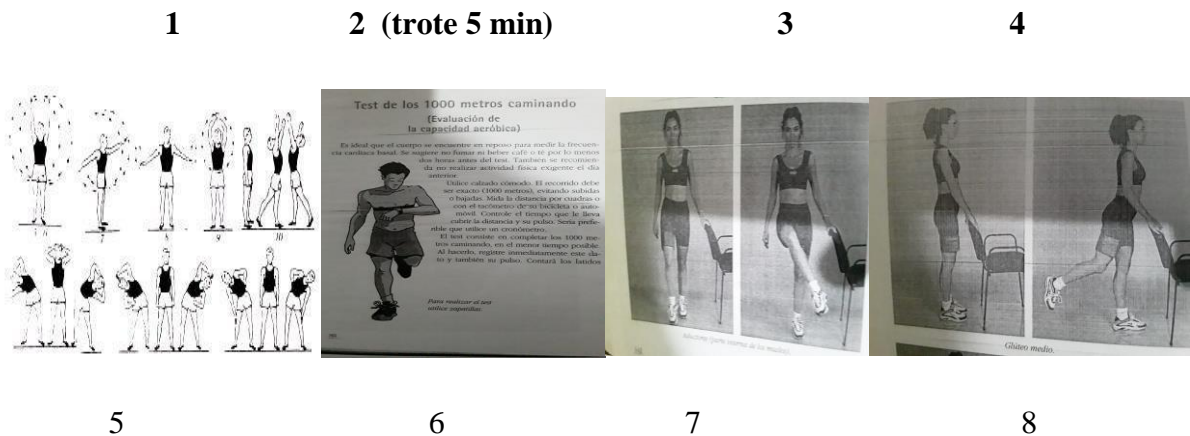 1 2 (trote 5 min) 3 4
Test de los 1000 metros caminando
(Evaluación de
la capacidad aeróbica)
Es ideal que el cuerpo se encuentre en reposo para medir la frecuen-
cia cardíaca basal. Se sugiere no fumar ni beber café o té por lo menos
dos horas antes del test. También se recomien-
da no realizar actividad física exigente el día
anterior.
Utilice calzado cómodo. El recorrido debe
ser exacto (1000 metros), evitando subidas
o bajadas. Mida la distancia por cuadras o
con el tacómetro de su bicicleta o auto-
móvil. Controle el tiempo que le lleva
cubrir la distancia y su pulso. Sería prefe-
rible que utilice un cronómetro.
El test consiste en completar los 1000 me-
tros caminando, en el menor tiempo posible.
Al hacerlo, registre inmediatamente este da-
to y también su pulso. Contará los latidos
Para realizar el test
utilice zapatillas.
8 9 10
Glúteo medio.
5 6 7 8